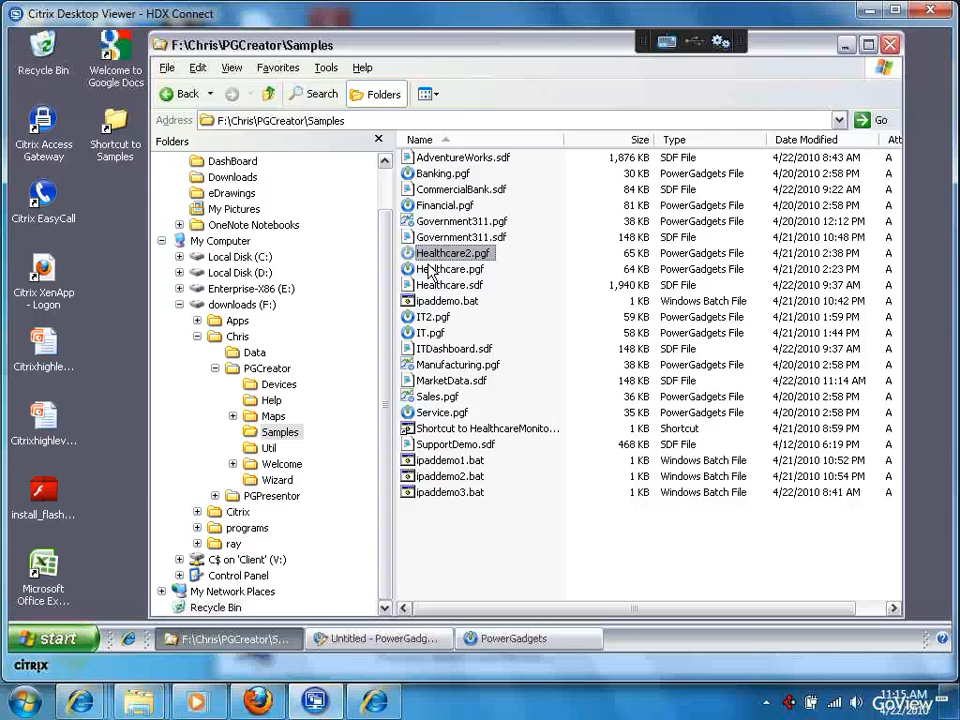 Citrix Desktop Viewer - HDX Connect
Recycle Bin
Welcome to Google Docs
Citrix Access Gateway
Shortcut to Samples
Citrix EasyCall
Citrix XenApp - Logon
Citrixhighle...
Citrixhighlev...
install_flash...
Microsoft Office Ex...
F:\Chris\PGCreator\Samples
File Edit View Favorites Tools Help
Back Search Folders
Address F:\Chris\PGCreator\Samples Go
Folders
DashBoard
Downloads
eDrawings
My Pictures
OneNote Notebooks
My Computer
Local Disk (C:)
Local Disk (D:)
Enterprise-X86 (E:)
downloads (F:)
Apps
Chris
Data
PGCreator
Devices
Help
Maps
Samples
Util
Welcome
Wizard
PGPresentor
Citrix
programs
ray
C$ on 'Client' (V:)
Control Panel
My Network Places
Recycle Bin
Name Size Type Date Modified Att
AdventureWorks.sdf 1,876 KB SDF File 4/22/2010 8:43 AM A
Banking.pgf 30 KB PowerGadgets File 4/20/2010 2:58 PM A
CommercialBank.sdf 84 KB SDF File 4/22/2010 9:22 AM A
Financial.pgf 81 KB PowerGadgets File 4/20/2010 2:58 PM A
Government311.pgf 38 KB PowerGadgets File 4/20/2010 12:12 PM A
Government311.sdf 148 KB SDF File 4/21/2010 10:48 PM A
Healthcare2.pgf 65 KB PowerGadgets File 4/21/2010 2:38 PM A
Healthcare.pgf 64 KB PowerGadgets File 4/21/2010 2:23 PM A
Healthcare.sdf 1,940 KB SDF File 4/22/2010 9:37 AM A
ipaddemo.bat 1 KB Windows Batch File 4/21/2010 10:42 PM A
IT2.pgf 59 KB PowerGadgets File 4/21/2010 1:59 PM A
IT.pgf 58 KB PowerGadgets File 4/21/2010 1:44 PM A
ITDashboard.sdf 148 KB SDF File 4/22/2010 9:37 AM A
Manufacturing.pgf 36 KB PowerGadgets File 4/20/2010 2:58 PM A
MarketData.sdf 148 KB SDF File 4/22/2010 11:14 AM A
Sales.pgf 36 KB PowerGadgets File 4/20/2010 2:58 PM A
Service.pgf 35 KB PowerGadgets File 4/20/2010 2:58 PM A
Shortcut to HealthcareMonito... 1 KB Shortcut 4/21/2010 8:59 PM A
SupportDemo.sdf 468 KB SDF File 4/12/2010 6:19 PM A
ipaddemo1.bat 1 KB Windows Batch File 4/21/2010 10:52 PM A
ipaddemo2.bat 1 KB Windows Batch File 4/21/2010 10:54 PM A
ipaddemo3.bat 1 KB Windows Batch File 4/22/2010 8:41 AM A
start F:\Chris\PGCreator\S... Untitled - PowerGadg... PowerGadgets
CITRIX
11:15 AM
4/22/2010
GoView